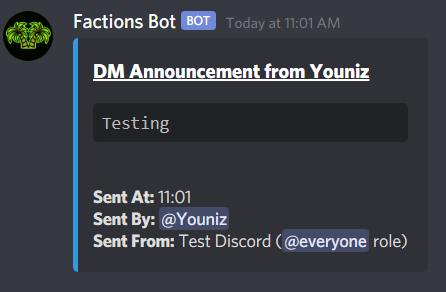 Factions Bot BOT Today at 11:01 AM
DM Announcement from Youniz
Testing
Sent At: 11:01
Sent By: @Youniz
Sent From: Test Discord (@everyone role)